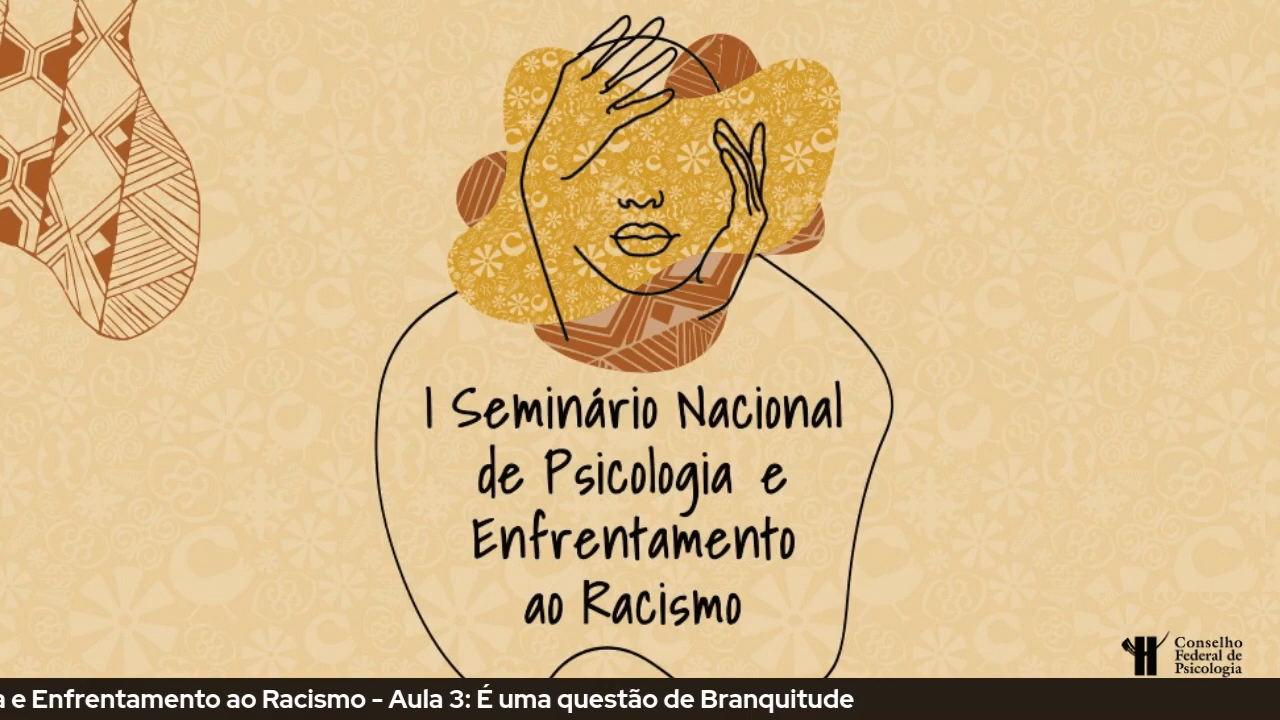 I Seminário Nacional
de Psicologia e
Enfrentamento
ao Racismo
Conselho
Federal de
Psicologia
a e Enfrentamento ao Racismo - Aula 3: É uma questão de Branquitude